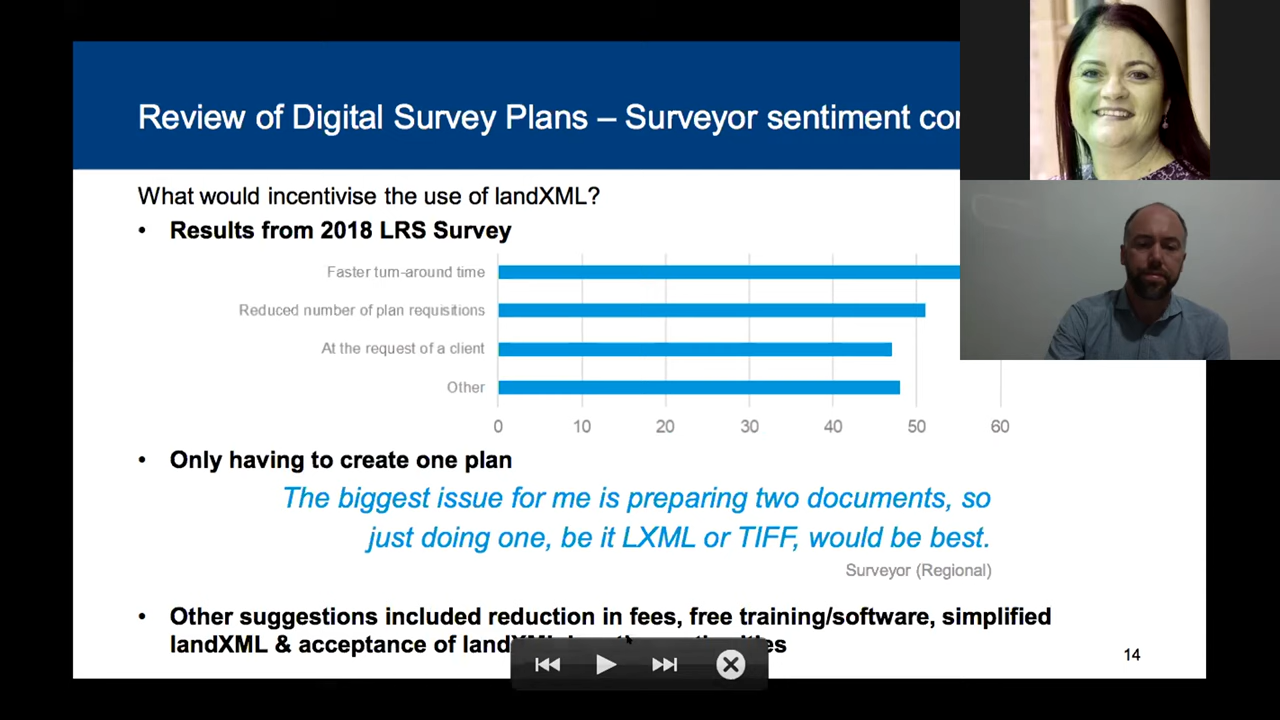 Review of Digital Survey Plans – Surveyor sentiment
What would incentivise the use of landXML?
• Results from 2018 LRS Survey
Faster turn-around time
Reduced number of plan requisitions
At the request of a client
Other
0 10 20 30 40 50 60
• Only having to create one plan
The biggest issue for me is preparing two documents, so
just doing one, be it LXML or TIFF, would be best.
Surveyor (Regional)
• Other suggestions included reduction in fees, free training/software, simplified
landXML & acceptance of
14